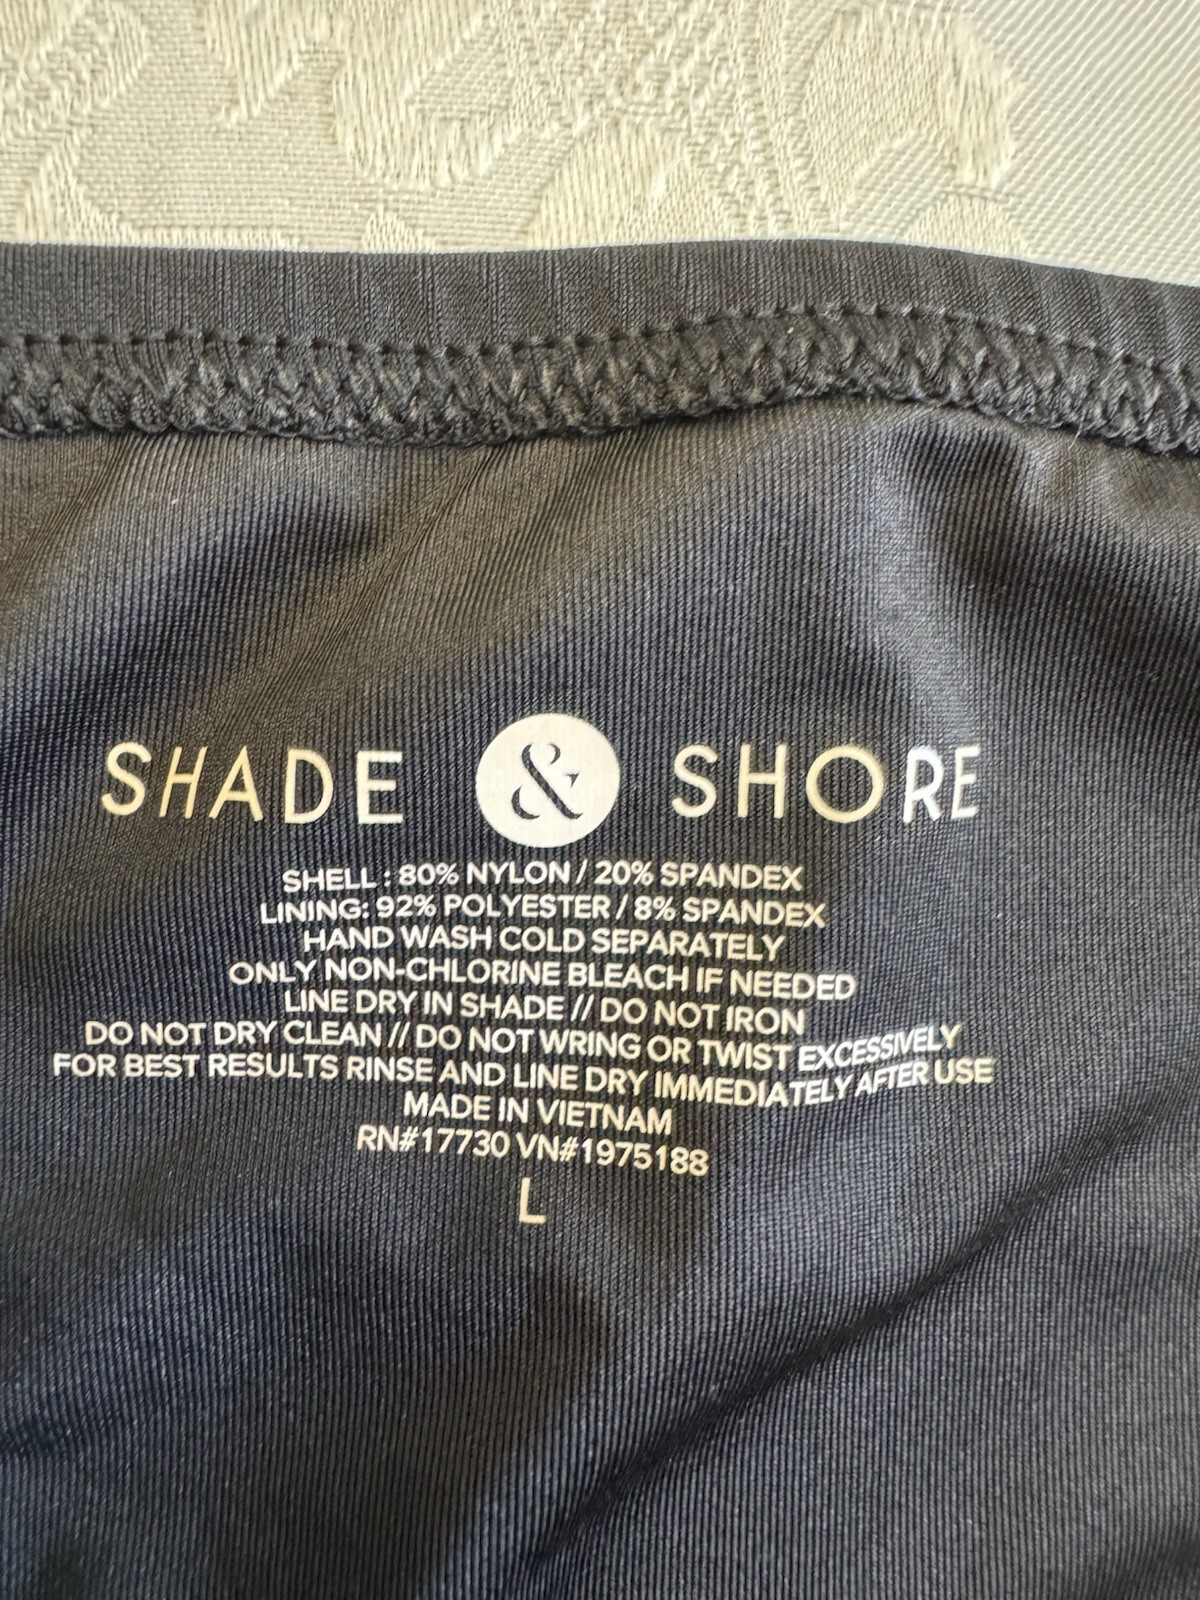 SHADE & SHORE
SHELL : 80% NYLON / 20% SPANDEX
LINING: 92% POLYESTER / 8% SPANDEX
HAND WASH COLD SEPARATELY
ONLY NON-CHLORINE BLEACH IF NEEDED
LINE DRY IN SHADE // DO NOT IRON
DO NOT DRY CLEAN // DO NOT WRING OR TWIST EXCESSIVELY
FOR BEST RESULTS RINSE AND LINE DRY IMMEDIATELY AFTER USE
MADE IN VIETNAM
RN#17730 VN#1975188
L